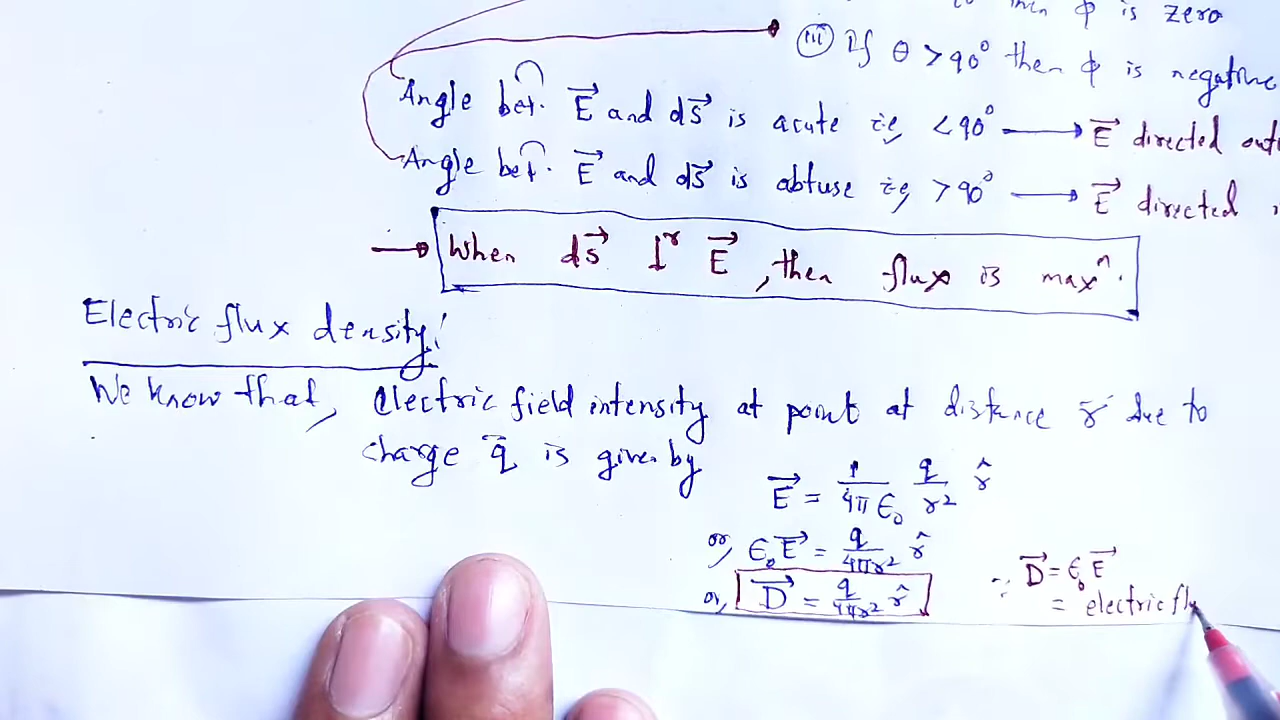 then ϕ is zero
(iii) If θ > 90° then ϕ is negative
Angle bet. E⃗ and ds⃗ is acute i.e, < 90° → E⃗ directed
Angle bet. E⃗ and ds⃗ is abtuse i.e, > 90° → E⃗ directed
→ When ds⃗ ⊥ʳ E⃗, then flux is maxⁿ.
Electric flux density!
We know that, electric field intensity at point at distance 'r' due to
charge 'q' is given by
E⃗ = 1/4πϵ₀ q/r² r̂
or, ϵ₀E⃗ = q/4πr² r̂
or, D⃗ = q/4πr² r̂
∵ D⃗ = ϵ₀E⃗
= electric flu